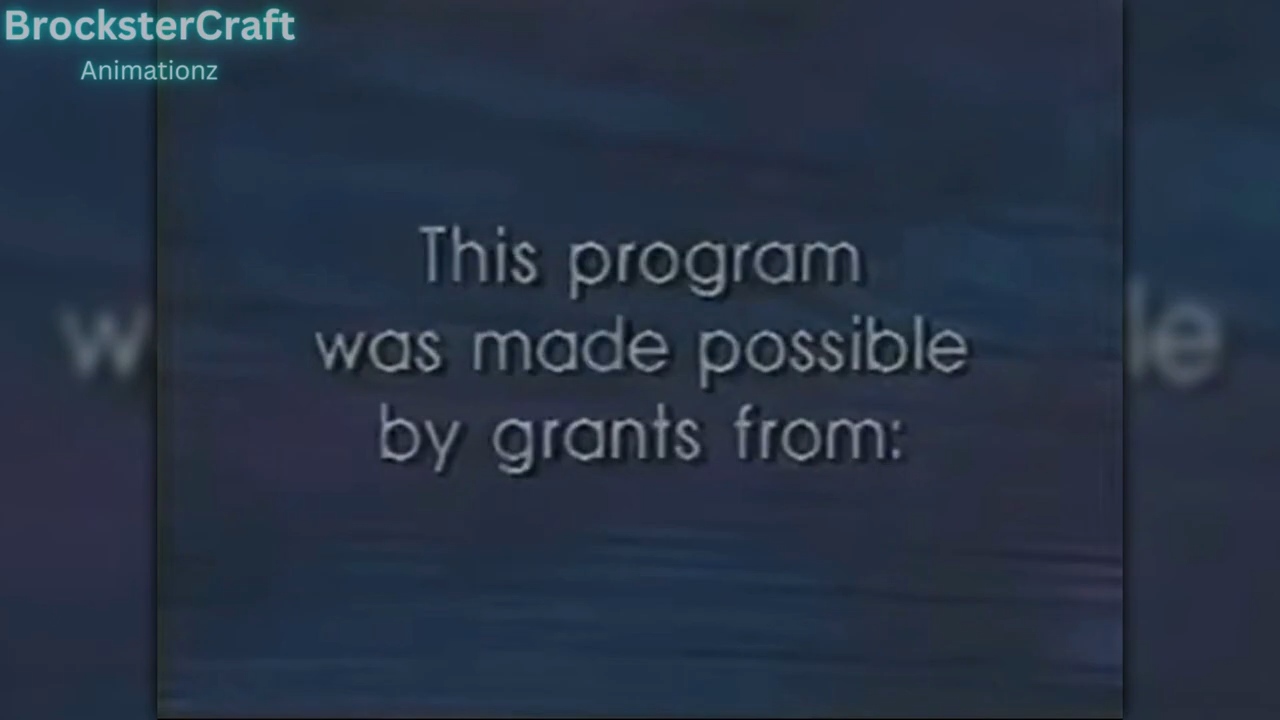 BrocksterCraft
Animationz
This program
was made possible
by grants from: